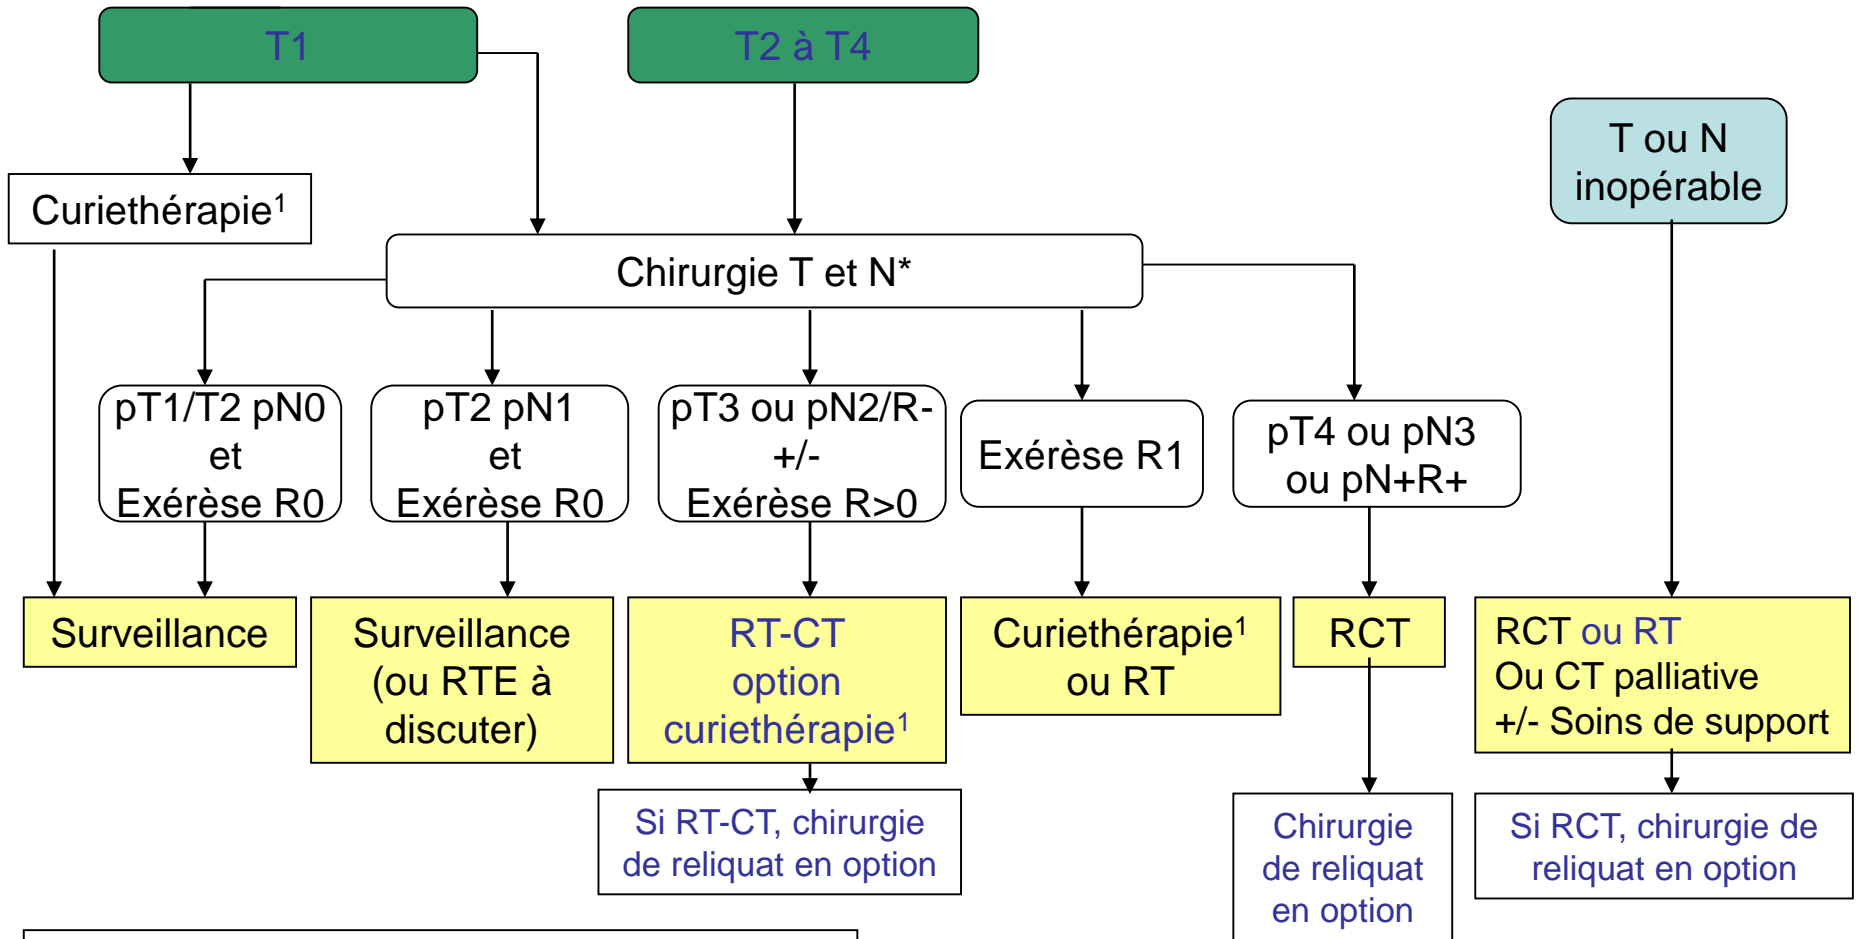 T1
T2 à T4
T ou N
inopérable
Curiethérapie¹
Chirurgie T et N*
pT1/T2 pN0
et
Exérèse R0
pT2 pN1
et
Exérèse R0
pT3 ou pN2/R-
+/-
Exérèse R>0
Exérèse R1
pT4 ou pN3
ou pN+R+
Surveillance
Surveillance
(ou RTE à
discuter)
RT-CT
option
curiethérapie¹
Curiethérapie¹
ou RT
RCT
RCT ou RT
Ou CT palliative
+/- Soins de support
Si RT-CT, chirurgie
de reliquat en option
Chirurgie
de reliquat
en option
Si RCT, chirurgie de
reliquat en option